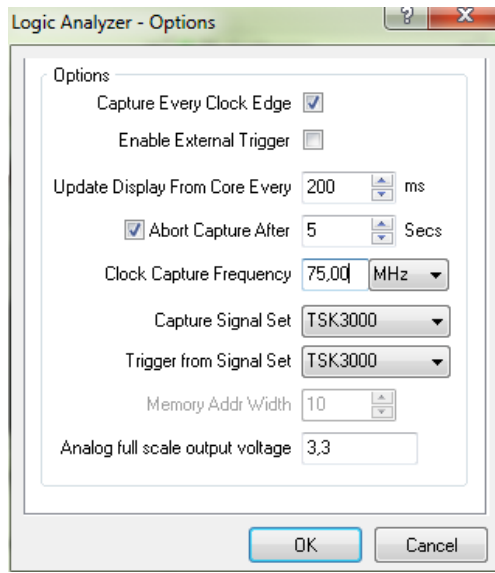 Logic Analyzer - Options
Options
Capture Every Clock Edge
Enable External Trigger
Update Display From Core Every 200 ms
Abort Capture After 5 Secs
Clock Capture Frequency 75,00 MHz
Capture Signal Set TSK3000
Trigger from Signal Set TSK3000
Memory Addr Width 10
Analog full scale output voltage 3,3
OK Cancel